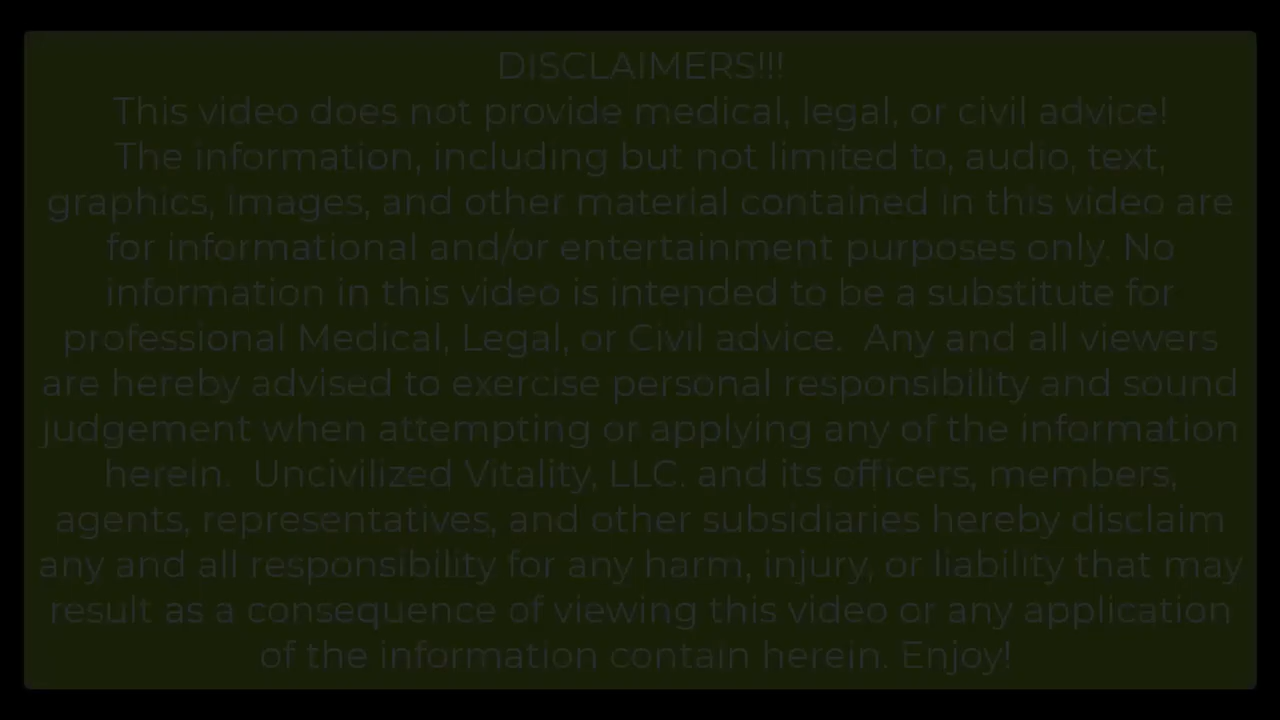 DISCLAIMERS!!!
This video does not provide medical, legal, or civil advice!
The information, including but not limited to, audio, text,
graphics, images, and other material contained in this video are
for informational and/or entertainment purposes only. No
information in this video is intended to be a substitute for
professional Medical, Legal, or Civil advice.  Any and all viewers
are hereby advised to exercise personal responsibility and sound
judgement when attempting or applying any of the information
herein.  Uncivilized Vitality, LLC. and its officers, members,
agents, representatives, and other subsidiaries hereby disclaim
any and all responsibility for any harm, injury, or liability that may
result as a consequence of viewing this video or any application
of the information contain herein. Enjoy!